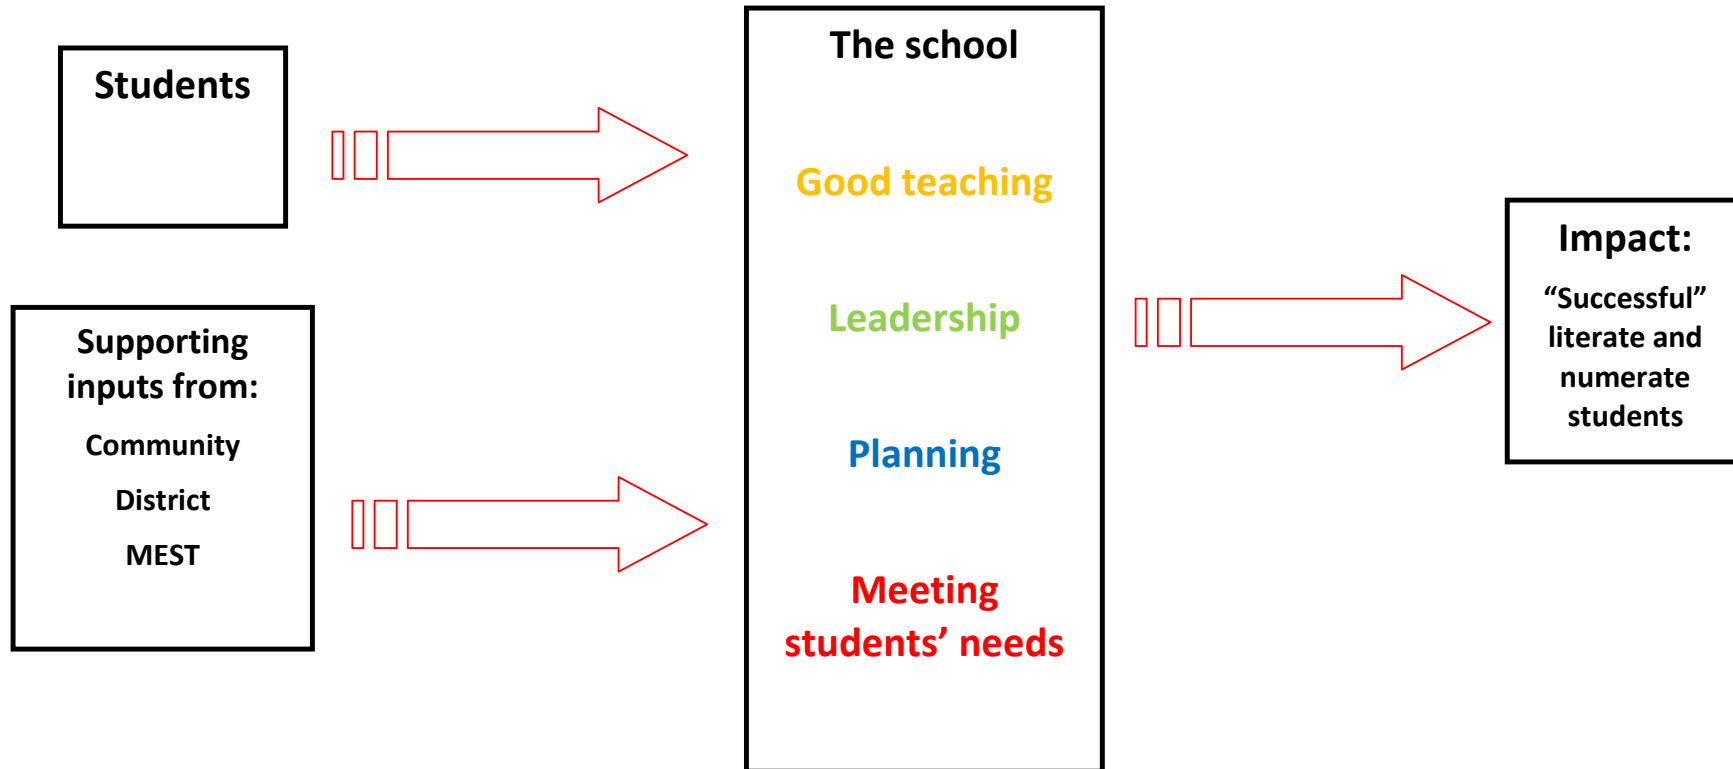 Students
Supporting
inputs from:
Community
District
MEST
The school
Good teaching
Leadership
Planning
Meeting
students’ needs
Impact:
“Successful”
literate and
numerate
students